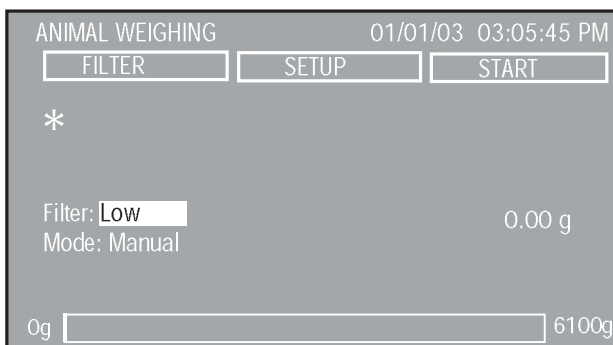 ANIMAL WEIGHING 01/01/03 03:05:45 PM
FILTER SETUP START
*
Filter: Low 0.00 g
Mode: Manual
0g 6100g